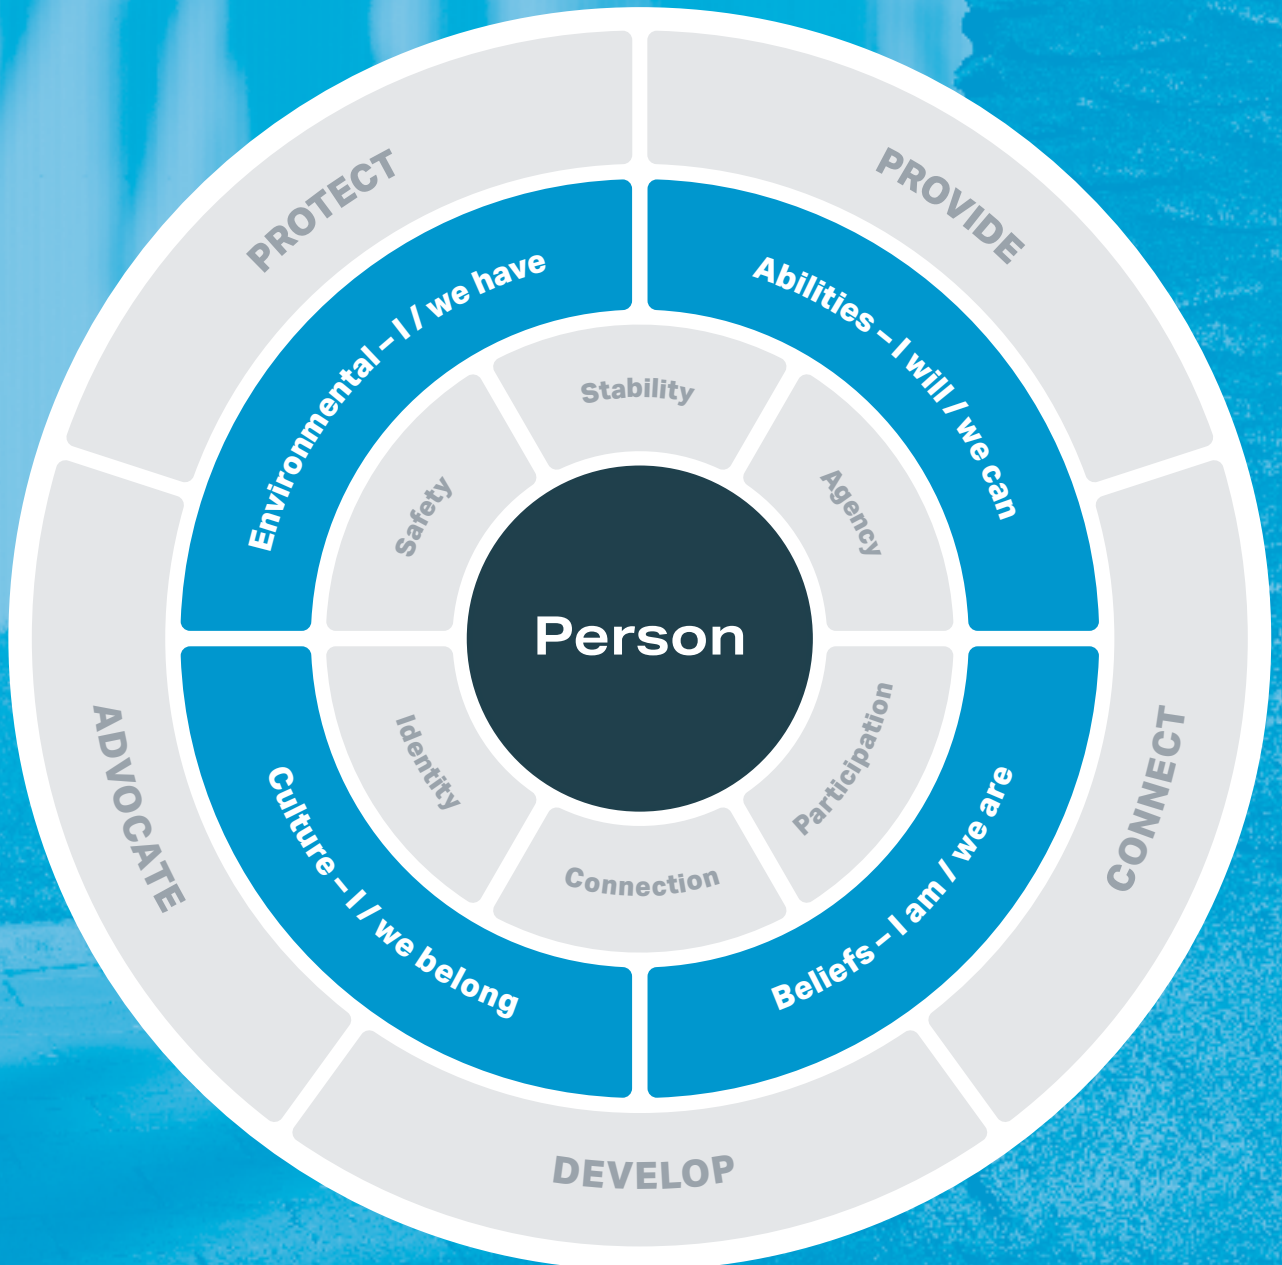 PROTECT
PROVIDE
CONNECT
DEVELOP
ADVOCATE
Environmental – I / we have
Abilities – I will / we can
Beliefs – I am / we are
Culture – I / we belong
Stability
Agency
Participation
Connection
Identity
Safety
Person